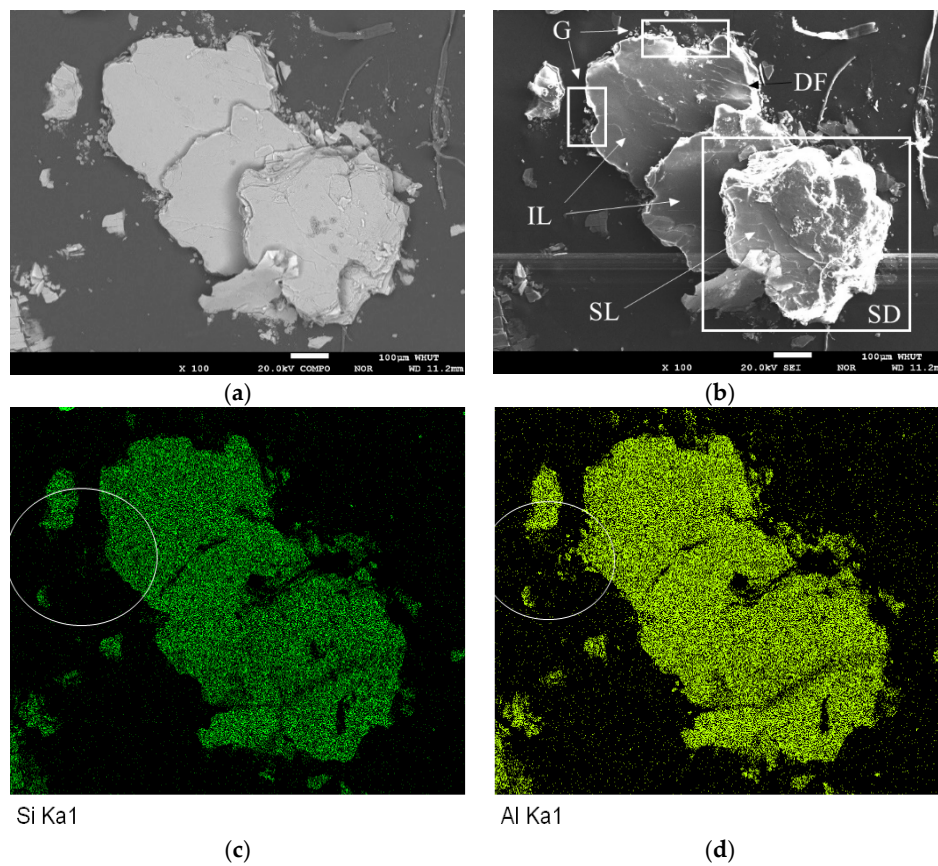 G
DF
IL
SL
SD
100μm WHUT
X 100 20.0kV COMPO NOR WD 11.2mm
100μm WHUT
X 100 20.0kV SEI NOR WD 11.2mm
(a)
(b)
Si Ka1
Al Ka1
(c)
(d)